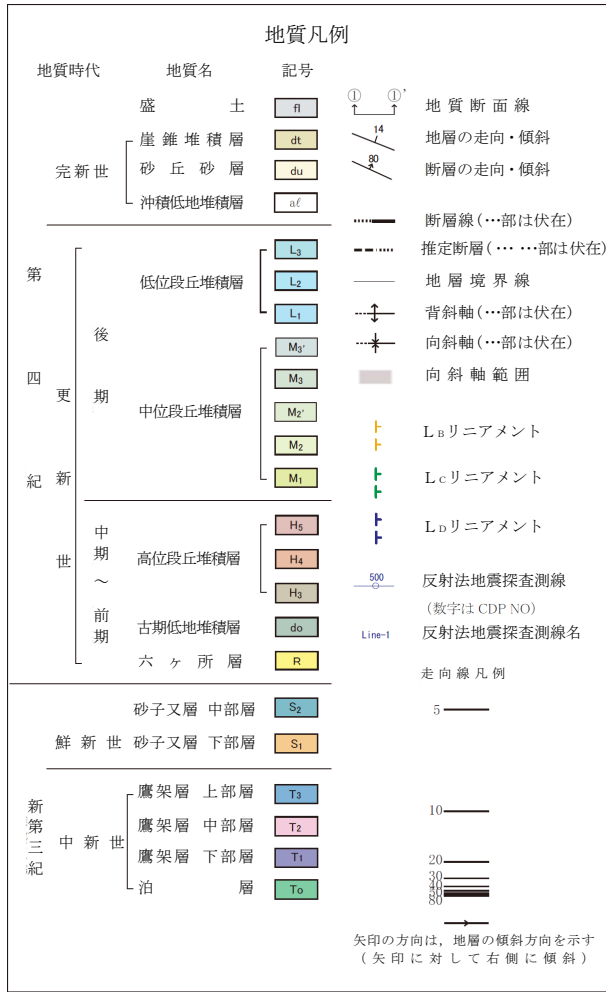 地質凡例
地質時代 地質名 記号
盛土 fl
完新世
崖錐堆積層 dt
砂丘砂層 du
沖積低地堆積層 aℓ
第四紀
更新世
後期
低位段丘堆積層
L3
L2
L1
中位段丘堆積層
M3'
M3
M2'
M2
M1
中期～前期
高位段丘堆積層
H5
H4
H3
古期低地堆積層 do
六ヶ所層 R
新第三紀
鮮新世
砂子又層 中部層 S2
砂子又層 下部層 S1
中新世
鷹架層 上部層 T3
鷹架層 中部層 T2
鷹架層 下部層 T1
泊層 To
① ①' 地質断面線
14 地層の走向・傾斜
80 断層の走向・傾斜
断層線(…部は伏在)
推定断層(… …部は伏在)
地層境界線
背斜軸(…部は伏在)
向斜軸(…部は伏在)
向斜軸範囲
LBリニアメント
LCリニアメント
LDリニアメント
500 反射法地震探査測線
(数字は CDP NO)
Line-1 反射法地震探査測線名
走向線凡例
5
10
20
30
40
50
80
矢印の方向は，地層の傾斜方向を示す
(矢印に対して右側に傾斜)